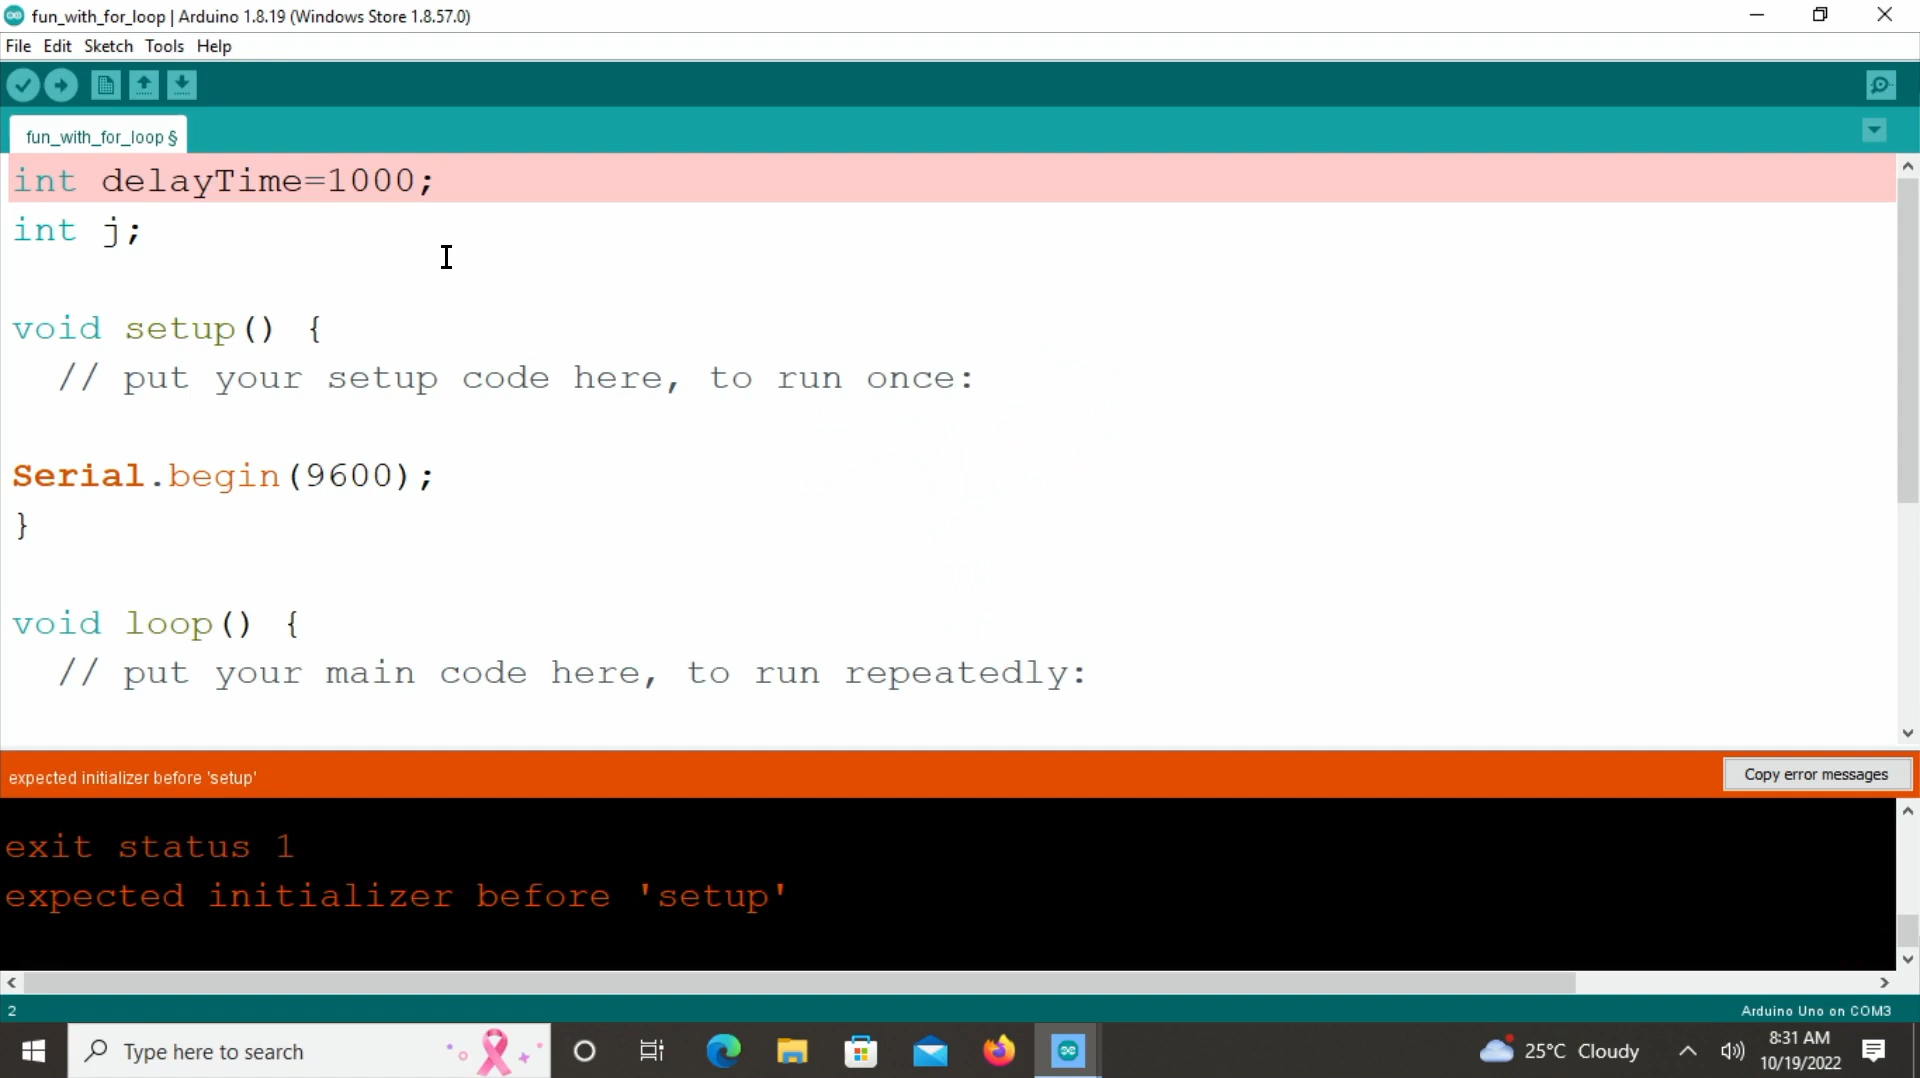 fun_with_for_loop | Arduino 1.8.19 (Windows Store 1.8.57.0)
File Edit Sketch Tools Help
fun_with_for_loop §
int delayTime=1000;
int j;
void setup() {
// put your setup code here, to run once:
Serial.begin(9600);
}
void loop() {
// put your main code here, to run repeatedly:
expected initializer before 'setup'
Copy error messages
exit status 1
expected initializer before 'setup'
2
Arduino Uno on COM3
Type here to search
25°C Cloudy
8:31 AM
10/19/2022